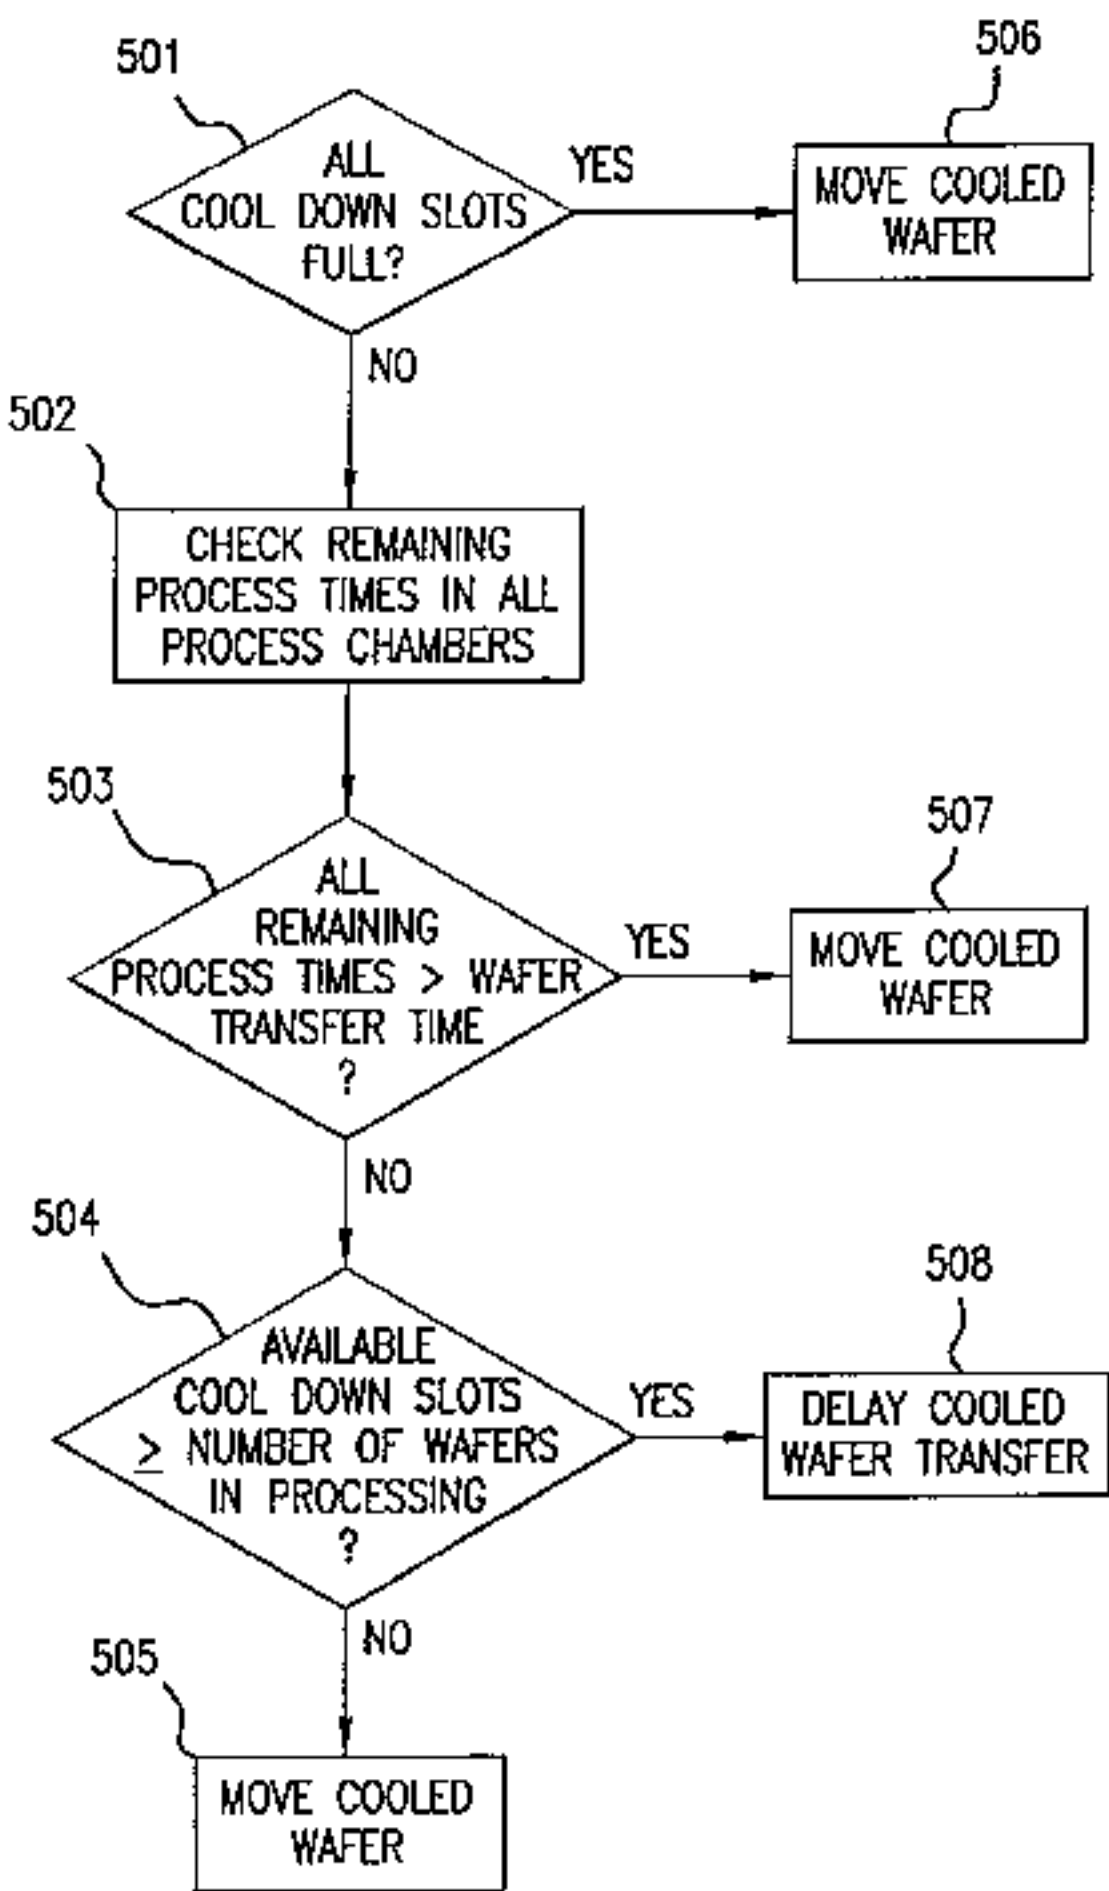 501
ALL
COOL DOWN SLOTS
FULL?
YES
506
MOVE COOLED
WAFER
NO
502
CHECK REMAINING
PROCESS TIMES IN ALL
PROCESS CHAMBERS
503
ALL
REMAINING
PROCESS TIMES > WAFER
TRANSFER TIME
?
YES
507
MOVE COOLED
WAFER
NO
504
AVAILABLE
COOL DOWN SLOTS
≥ NUMBER OF WAFERS
IN PROCESSING
?
YES
508
DELAY COOLED
WAFER TRANSFER
NO
505
MOVE COOLED
WAFER